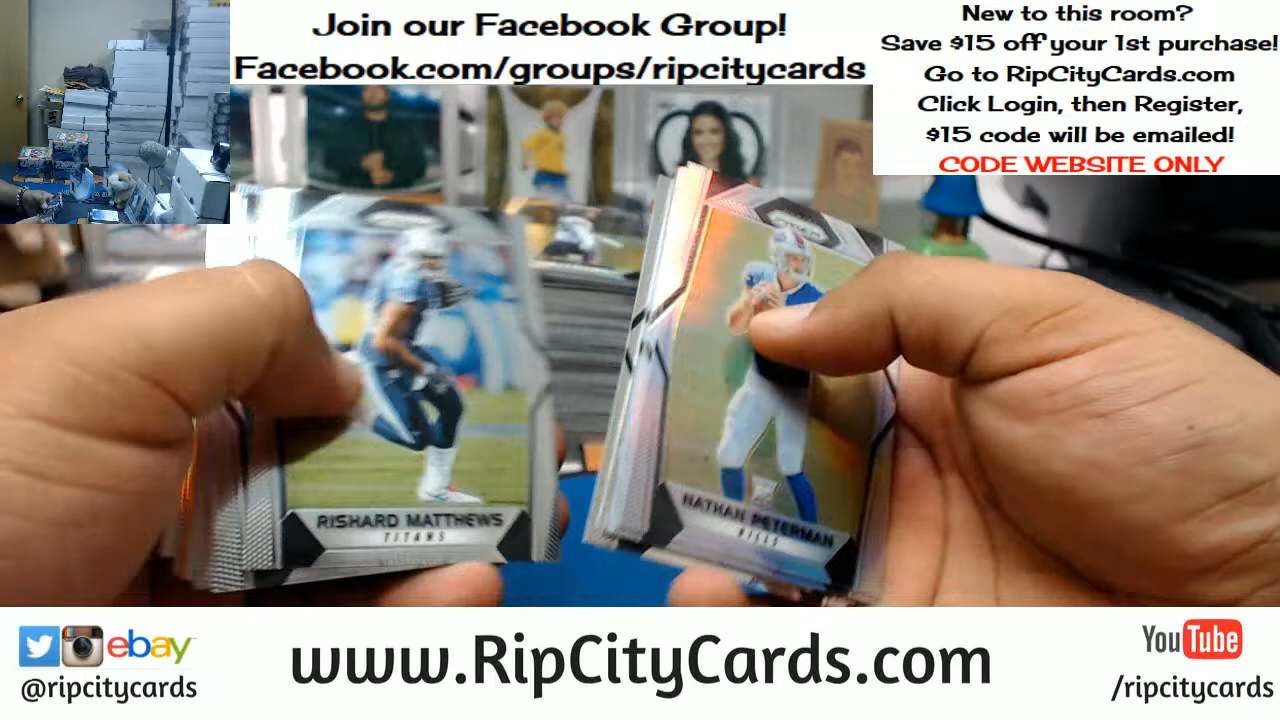 Join our Facebook Group!
Facebook.com/groups/ripcitycards
New to this room?
Save $15 off your 1st purchase!
Go to RipCityCards.com
Click Login, then Register,
$15 code will be emailed!
CODE WEBSITE ONLY
RISHARD MATTHEWS
TITANS
NATHAN PETERMAN
BILLS
ebay
@ripcitycards
www.RipCityCards.com
YouTube
/ripcitycards